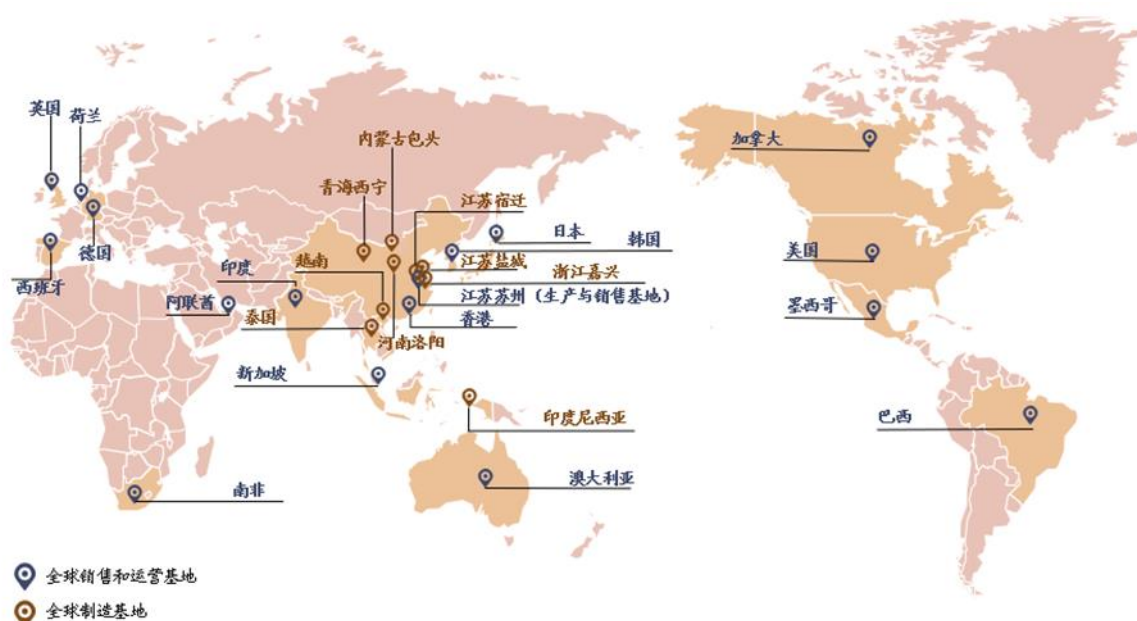 英国
荷兰
内蒙古包头
加拿大
青海西宁
江苏宿迁
日本
韩国
德国
越南
江苏盐城
浙江嘉兴
美国
西班牙
印度
阿联酋
江苏苏州（生产与销售基地）
墨西哥
泰国
香港
河南洛阳
新加坡
印度尼西亚
巴西
澳大利亚
南非
全球销售和运营基地
全球制造基地